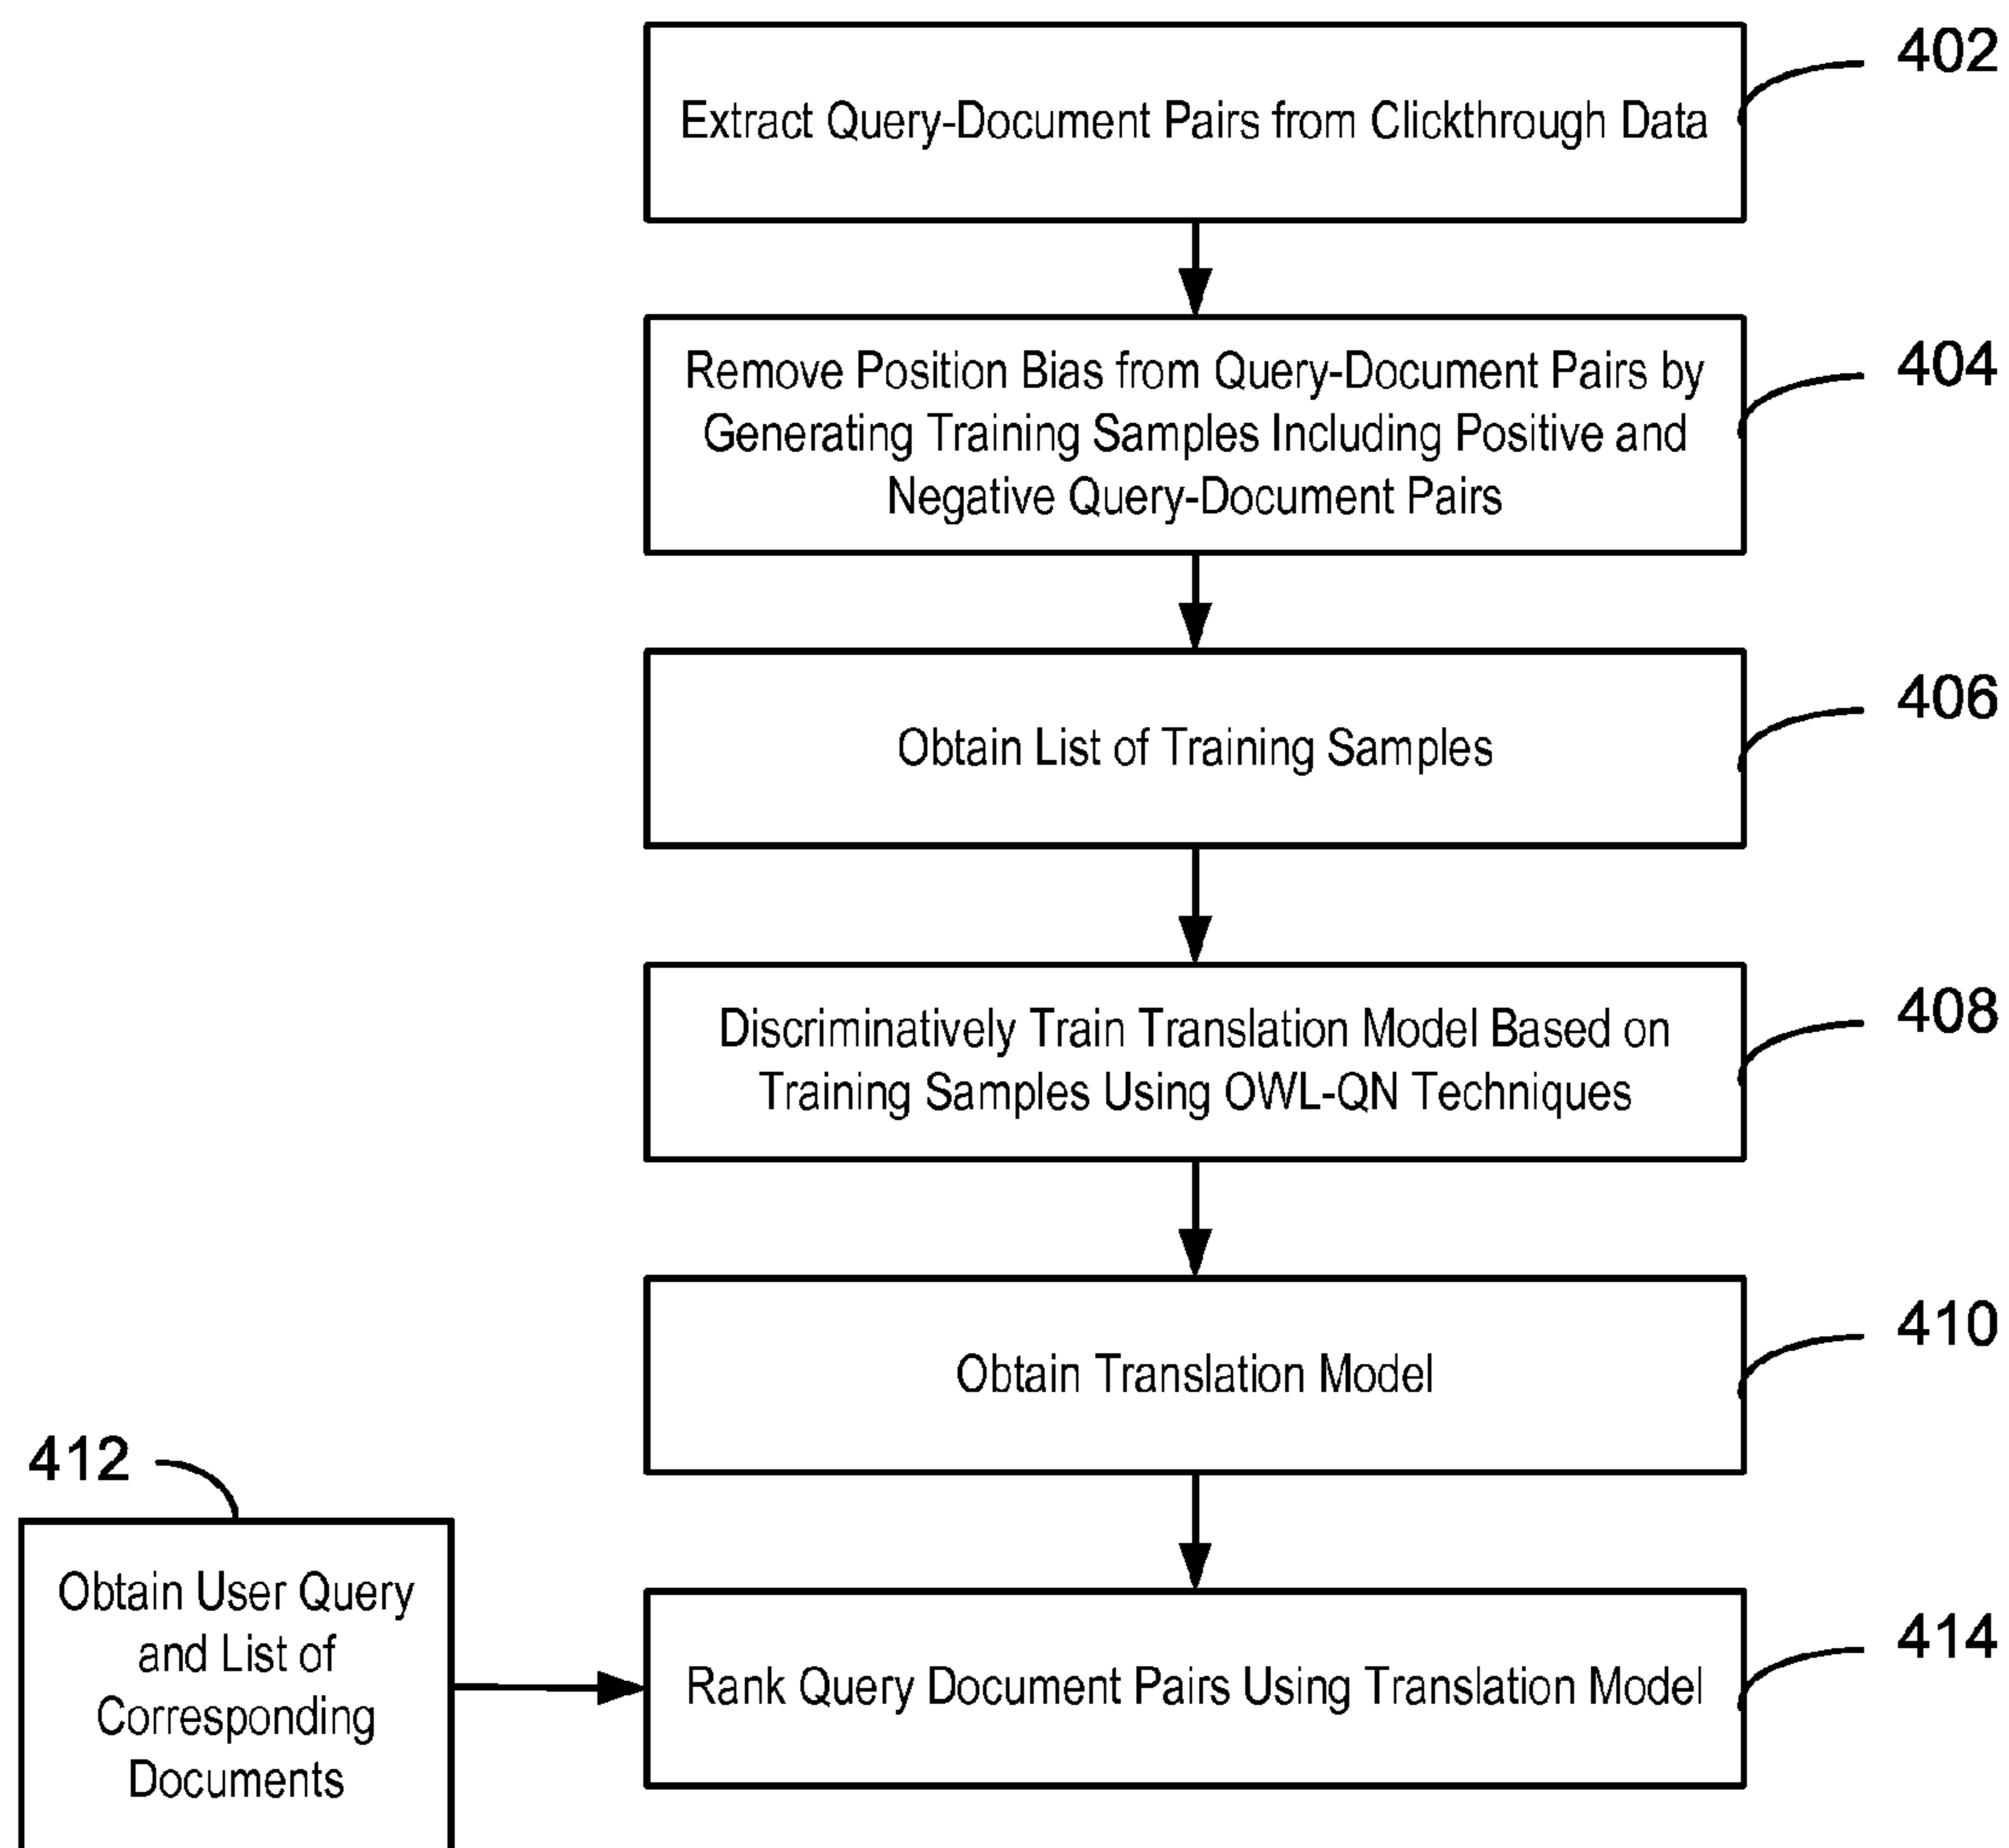 402
Extract Query-Document Pairs from Clickthrough Data
404
Remove Position Bias from Query-Document Pairs by
Generating Training Samples Including Positive and
Negative Query-Document Pairs
406
Obtain List of Training Samples
408
Discriminatively Train Translation Model Based on
Training Samples Using OWL-QN Techniques
410
Obtain Translation Model
412
Obtain User Query
and List of
Corresponding
Documents
414
Rank Query Document Pairs Using Translation Model